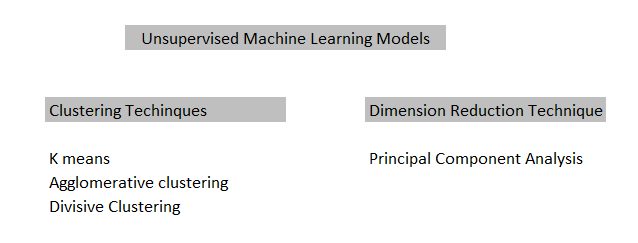 Unsupervised Machine Learning Models
Clustering Techinques
K means
Agglomerative clustering
Divisive Clustering
Dimension Reduction Technique
Principal Component Analysis